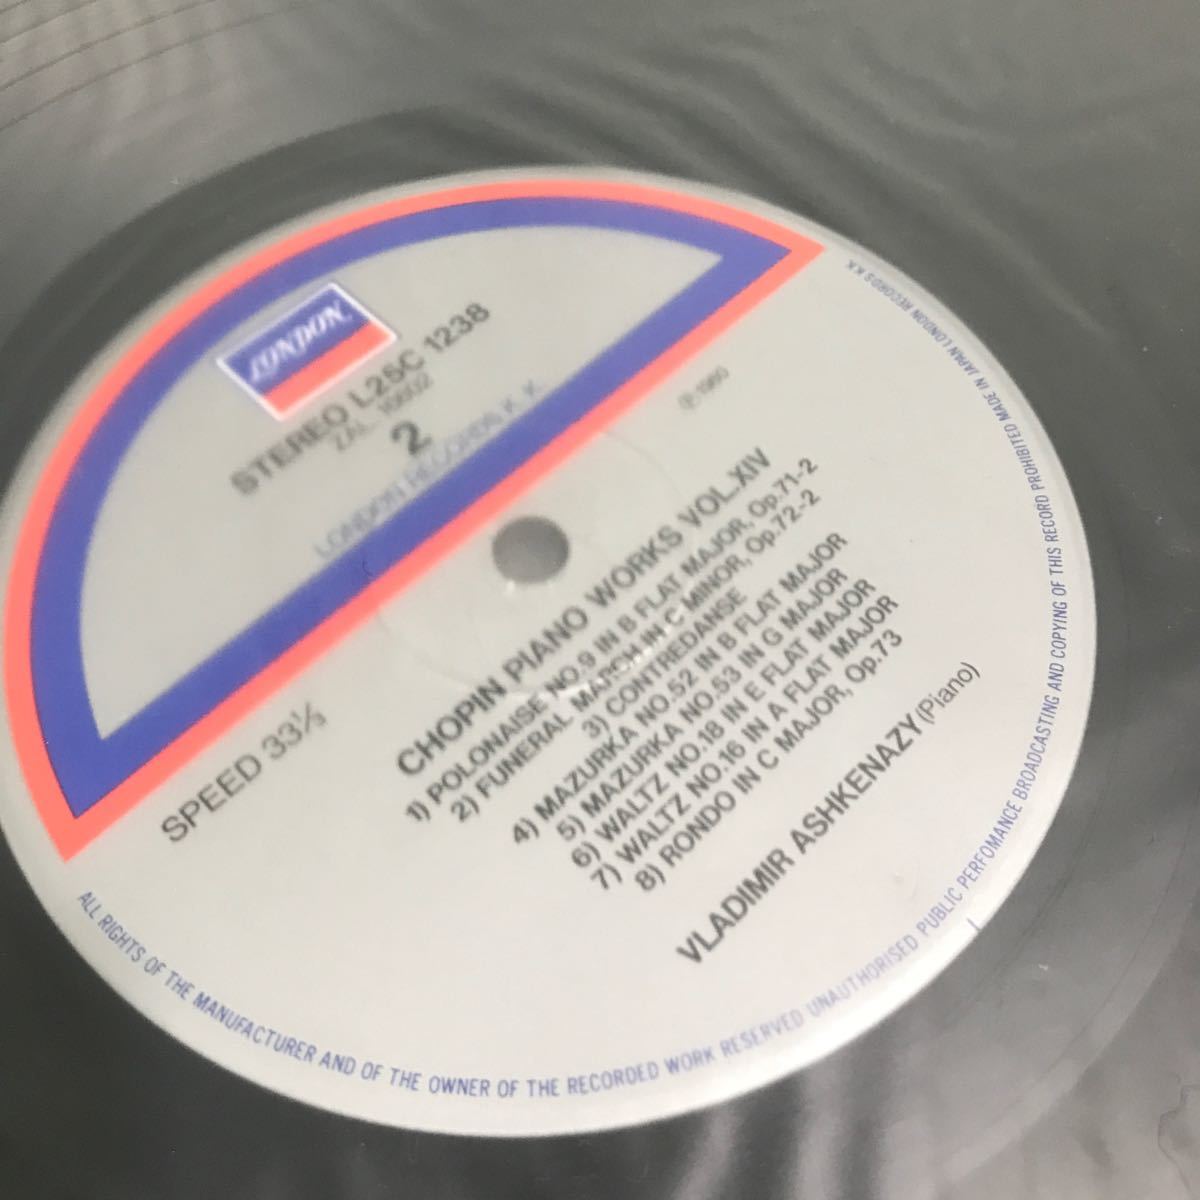 LONDON
STEREO L25C 1238
ZAL. 15602
2
LONDON RECORDS K.K.
℗ 1980
SPEED 33⅓
CHOPIN PIANO WORKS VOL.XIV
1) POLONAISE NO.9 IN B FLAT MAJOR, Op.71-2
2) FUNERAL MARCH IN C MINOR, Op.72-2
3) CONTREDANSE
4) MAZURKA NO.52 IN B FLAT MAJOR
5) MAZURKA NO.53 IN G MAJOR
6) WALTZ NO.18 IN E FLAT MAJOR
7) WALTZ NO.16 IN A FLAT MAJOR
8) RONDO IN C MAJOR, Op.73
VLADIMIR ASHKENAZY (Piano)
ALL RIGHTS OF THE MANUFACTURER AND OF THE OWNER OF THE RECORDED WORK RESERVED UNAUTHORISED PUBLIC PERFOMANCE BROADCASTING AND COPYING OF THIS RECORD PROHIBITED MADE IN JAPAN LONDON RECORDS K.K.